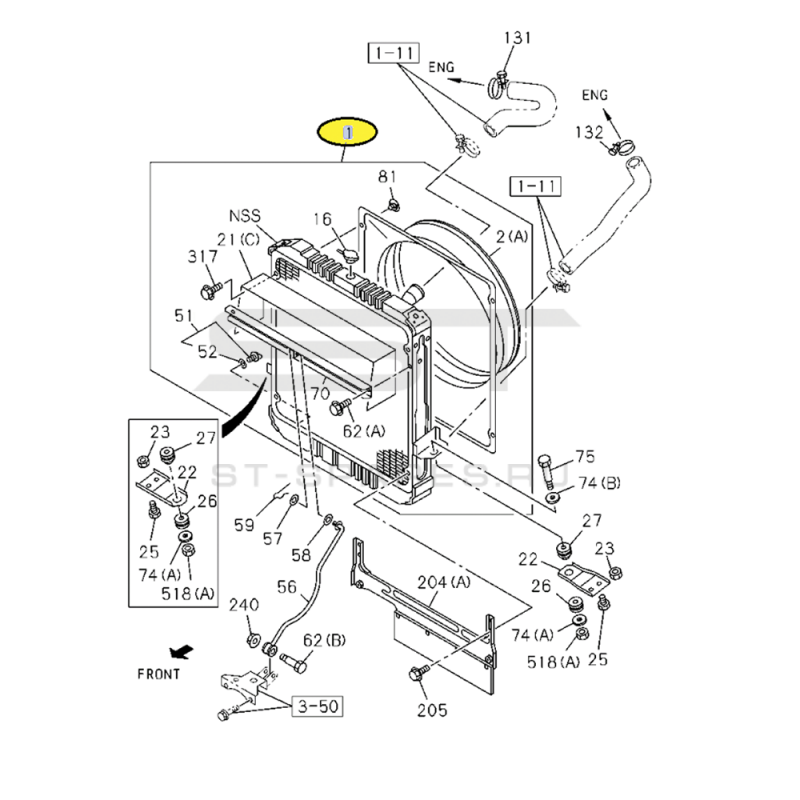 131
1-11
ENG
ENG
132
1
81
1-11
NSS
16
2(A)
21(C)
317
51
52
70
62(A)
23
27
22
26
25
74(A)
518(A)
75
74(B)
27
23
22
26
74(A)
518(A)
25
59
57
58
56
204(A)
240
62(B)
FRONT
3-50
205
ST-SP
S.RU